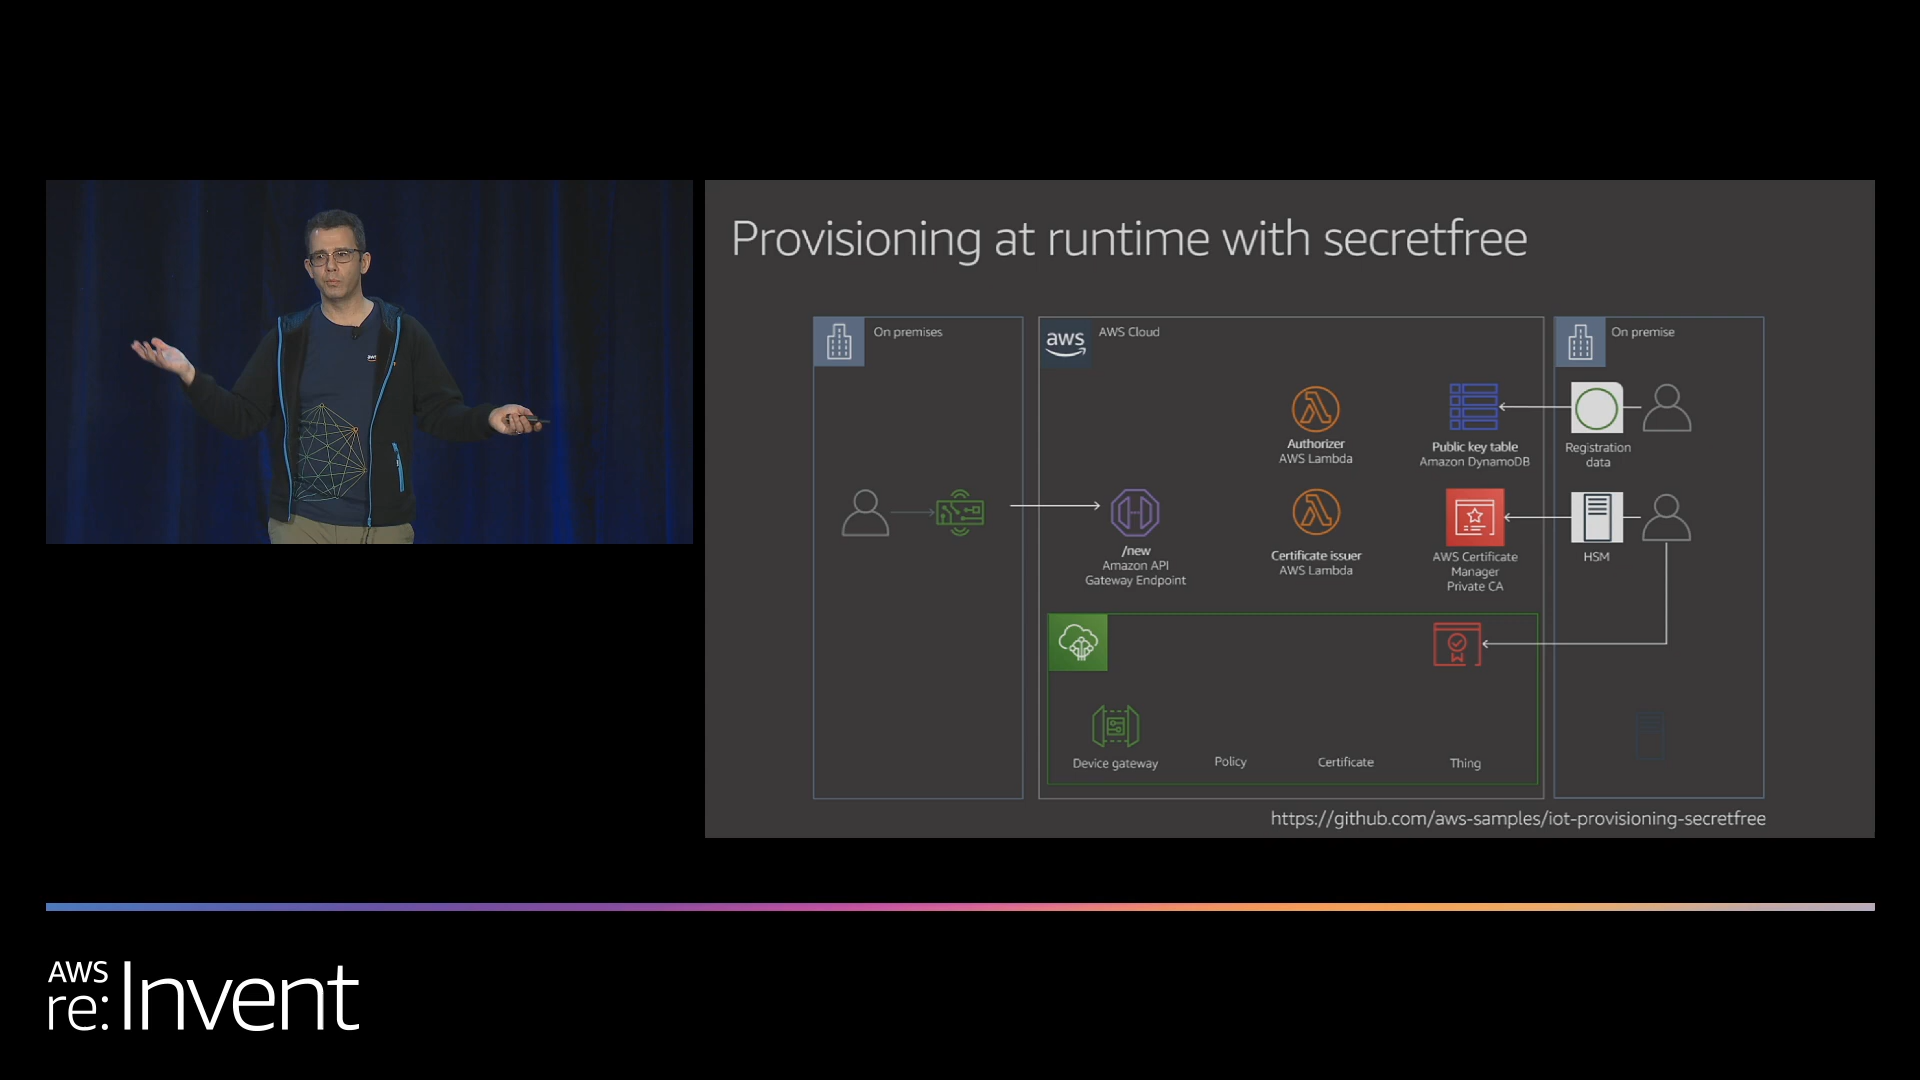 Provisioning at runtime with secretfree
On premises
aws
AWS Cloud
On premise
Authorizer
AWS Lambda
Public key table
Amazon DynamoDB
Registration
data
/new
Amazon API
Gateway Endpoint
Certificate issuer
AWS Lambda
AWS Certificate
Manager
Private CA
HSM
Device gateway
Policy
Certificate
Thing
https://github.com/aws-samples/iot-provisioning-secretfree
aws
AWS
re:Invent